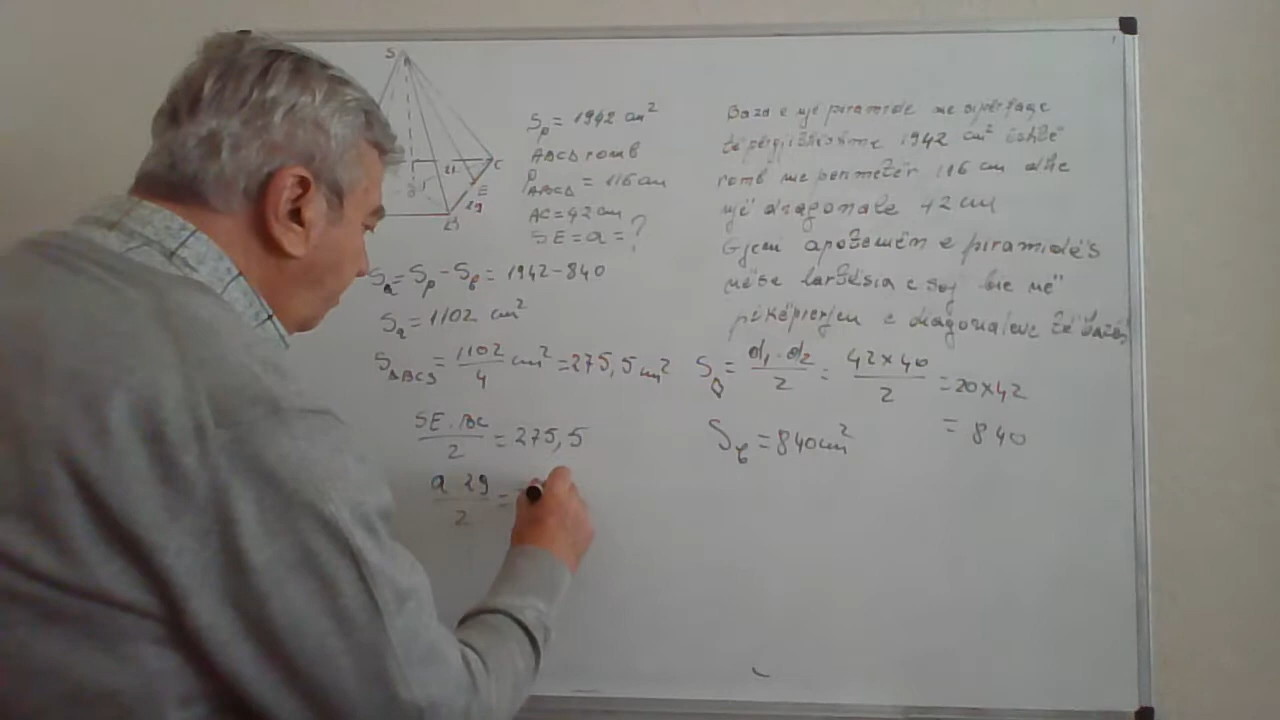 S
C
21
E
29
B
Sp = 1942 cm²
ABCD romb
P ABCD = 116 cm
AC = 42 cm
SE = a = ?
Sa = Sp - Sb = 1942 - 840
Sa = 1102 cm²
S△BCS = 1102/4 cm² = 275,5 cm²
SE · BC / 2 = 275,5
a 29 / 2 =
Baza e një piramide me sipërfaqe
të përgjithshme 1942 cm² është
romb me perimetër 116 cm dhe
një diagonale 42 cm
Gjeni apotemën e piramidës
nëse lartësia e saj bie në
pikëprerjen e diagonaleve të bazës
S◊ = d₁ · d₂ / 2 = 42 × 40 / 2 = 20 × 42
= 840
Sb = 840 cm²